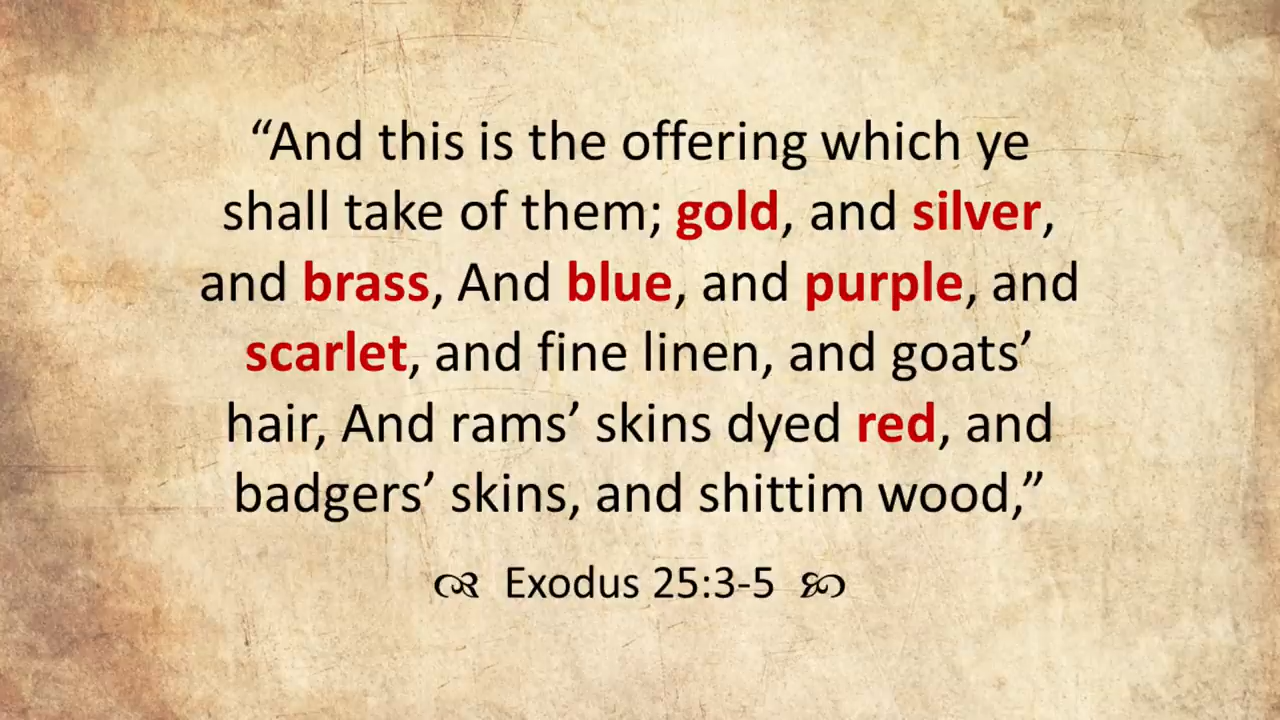 “And this is the offering which ye
shall take of them; gold, and silver,
and brass, And blue, and purple, and
scarlet, and fine linen, and goats’
hair, And rams’ skins dyed red, and
badgers’ skins, and shittim wood,”
Exodus 25:3-5